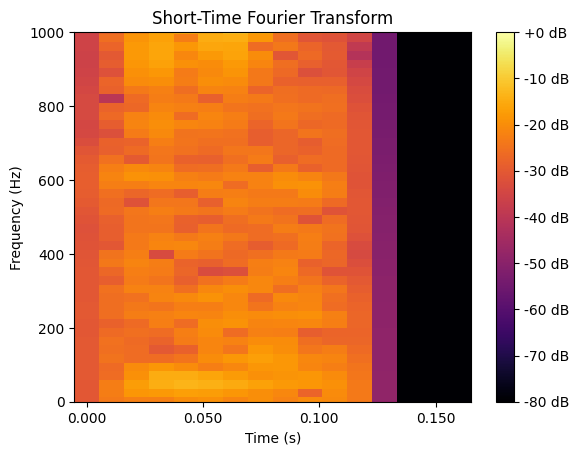 Short-Time Fourier Transform
1000
800
600
400
200
0
Frequency (Hz)
0.000
0.050
0.100
0.150
Time (s)
+0 dB
-10 dB
-20 dB
-30 dB
-40 dB
-50 dB
-60 dB
-70 dB
-80 dB